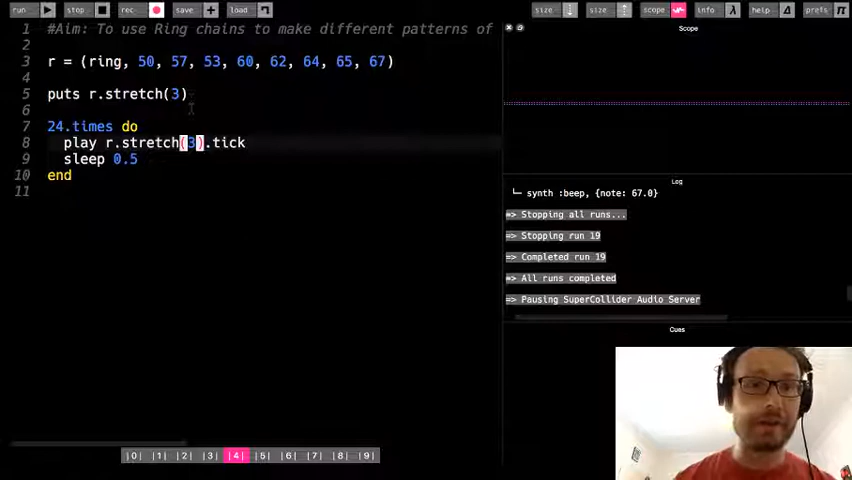 run stop rec save + load size size scope info λ help prefs π
1 #Aim: To use Ring chains to make different patterns of
2
3 r = (ring, 50, 57, 53, 60, 62, 64, 65, 67)
4
5 puts r.stretch(3)
6
7 24.times do
8 play r.stretch(3).tick
9 sleep 0.5
10 end
11
Scope
Log
└─ synth :beep, {note: 67.0}
=> Stopping all runs...
=> Stopping run 19
=> Completed run 19
=> All runs completed
=> Pausing SuperCollider Audio Server
Cues
|0| |1| |2| |3| |4| |5| |6| |7| |8| |9|